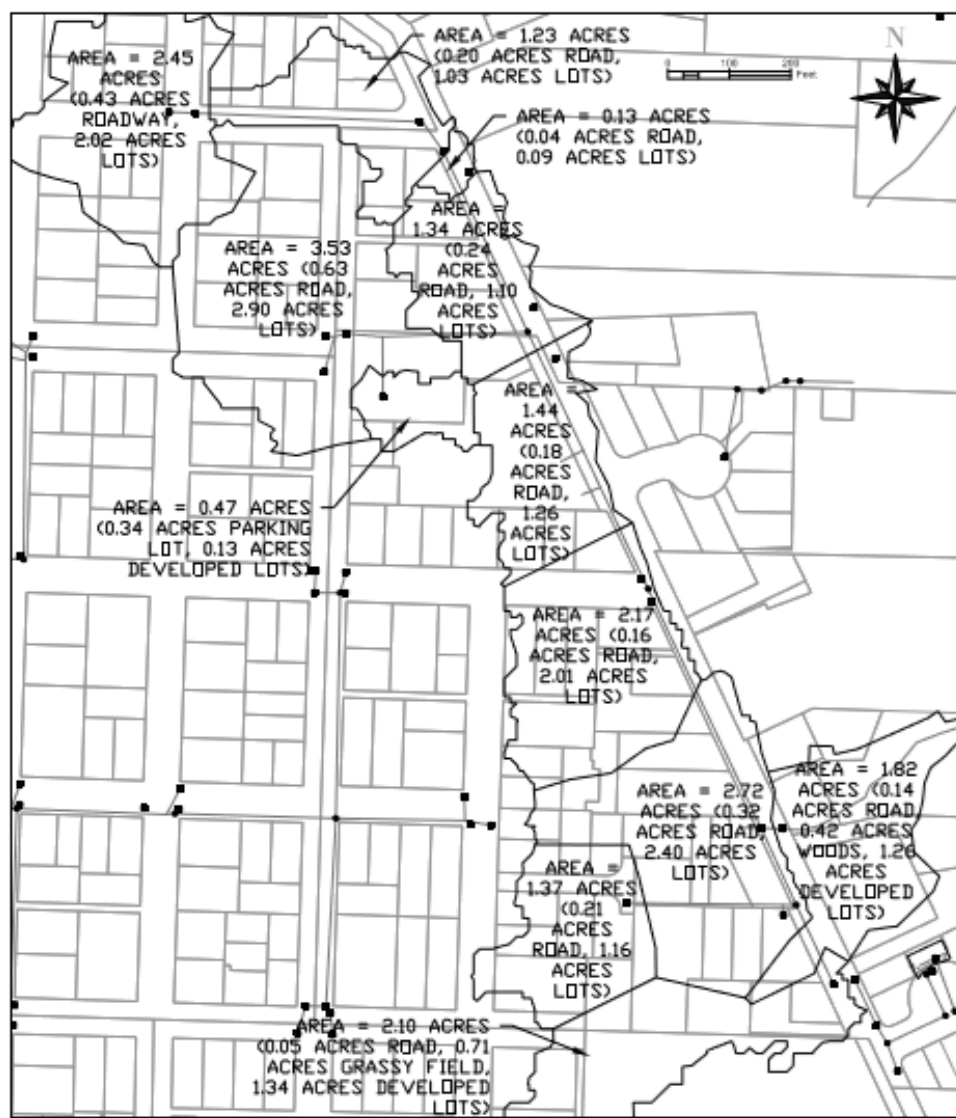 AREA = 2.45
ACRES
(0.43 ACRES
ROADWAY,
2.02 ACRES
LOTS)
AREA = 1.23 ACRES
(0.20 ACRES ROAD,
1.03 ACRES LOTS)
N
0 100 200
Feet
AREA = 0.13 ACRES
(0.04 ACRES ROAD,
0.09 ACRES LOTS)
AREA =
1.34 ACRES
(0.24
ACRES
ROAD, 1.10
ACRES
LOTS)
AREA = 3.53
ACRES (0.63
ACRES ROAD,
2.90 ACRES
LOTS)
AREA =
1.44
ACRES
(0.18
ACRES
ROAD,
1.26
ACRES
LOTS)
AREA = 0.47 ACRES
(0.34 ACRES PARKING
LOT, 0.13 ACRES
DEVELOPED LOTS)
AREA = 2.17
ACRES (0.16
ACRES ROAD,
2.01 ACRES
LOTS)
AREA = 2.72
ACRES (0.32
ACRES ROAD,
2.40 ACRES
LOTS)
AREA = 1.82
ACRES (0.14
ACRES ROAD,
0.42 ACRES
WOODS, 1.26
ACRES
DEVELOPED
LOTS)
AREA =
1.37 ACRES
(0.21
ACRES
ROAD, 1.16
ACRES
LOTS)
AREA = 2.10 ACRES
(0.05 ACRES ROAD, 0.71
ACRES GRASSY FIELD,
1.34 ACRES DEVELOPED
LOTS)